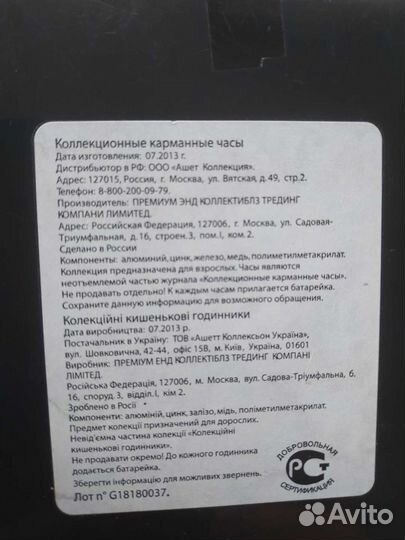 Коллекционные карманные часы
Дата изготовления: 07.2013 г.
Дистрибьютор в РФ: ООО «Ашет Коллекция».
Адрес: 127015, Россия, г. Москва, ул. Вятская, д.49, стр.2.
Телефон: 8-800-200-09-79.
Производитель: ПРЕМИУМ ЭНД КОЛЛЕКТИБЛЗ ТРЕДИНГ
КОМПАНИ ЛИМИТЕД.
Адрес: Российская Федерация, 127006, г. Москва, ул. Садовая-
Триумфальная, д.16, строен.3, пом.I, ком.2.
Сделано в России
Компоненты: алюминий, цинк, железо, медь, полиметилметакрилат.
Коллекция предназначена для взрослых. Часы являются
неотъемлемой частью журнала «Коллекционные карманные часы».
Не продавать отдельно! К каждым часам прилагается батарейка.
Сохраните данную информацию для возможного обращения.
Колекційні кишенькові годинники
Дата виробництва: 07.2013 р.
Постачальник в Україну: ТОВ «Ашетт Коллексьон Україна»,
вул. Шовковична, 42-44, офіс 15В, м. Київ, Україна, 01601
Виробник: ПРЕМІУМ ЕНД КОЛЛЕКТІБЛЗ ТРЕДИНГ КОМПАНІ
ЛІМІТЕД.
Російська Федерація, 127006, м. Москва, вул. Садова-Тріумфальна, б.
16, споруд 3, відділ.I, кім 2.
Зроблено в Росії
Компоненти: алюміній, цинк, залізо, мідь, поліметилметакрилат.
Предмет колекції призначений для дорослих.
Невід'ємна частина колекції «Колекційні
кишенькові годинники».
Не продавати окремо! До кожного годинника
додається батарейка.
Зберегти інформацію для можливих звернень.
Лот n° G18180037.
ДОБРОВОЛЬНАЯ
СЕРТИФИКАЦИЯ
Avito